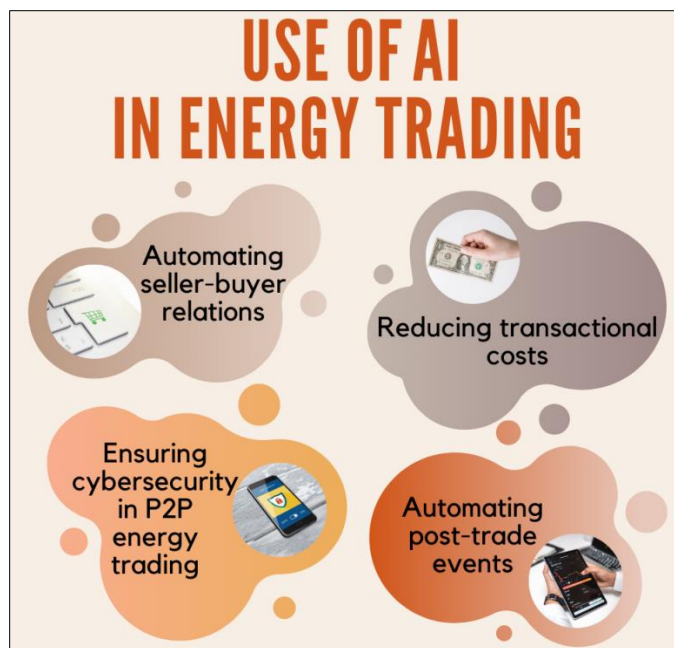 USE OF AI
IN ENERGY TRADING
Automating
seller-buyer
relations
Reducing transactional
costs
Ensuring
cybersecurity
in P2P
energy
trading
Automating
post-trade
events